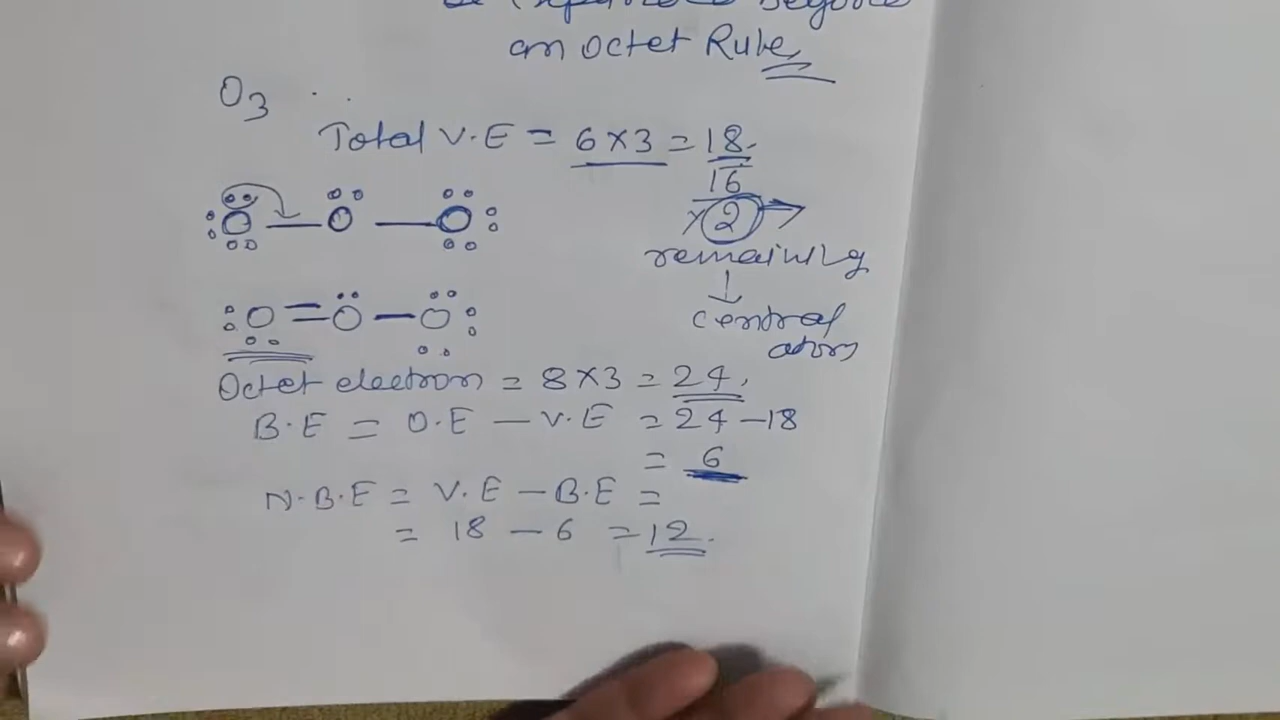 an octet Rule
O3
Total V.E = 6 x 3 = 18.
16
x 2
O — O — O
remaining
central
atom
O = O — O
Octet electron = 8 x 3 = 24.
B.E = O.E — V.E = 24 — 18
= 6
N.B.E = V.E — B.E =
= 18 — 6 = 12.